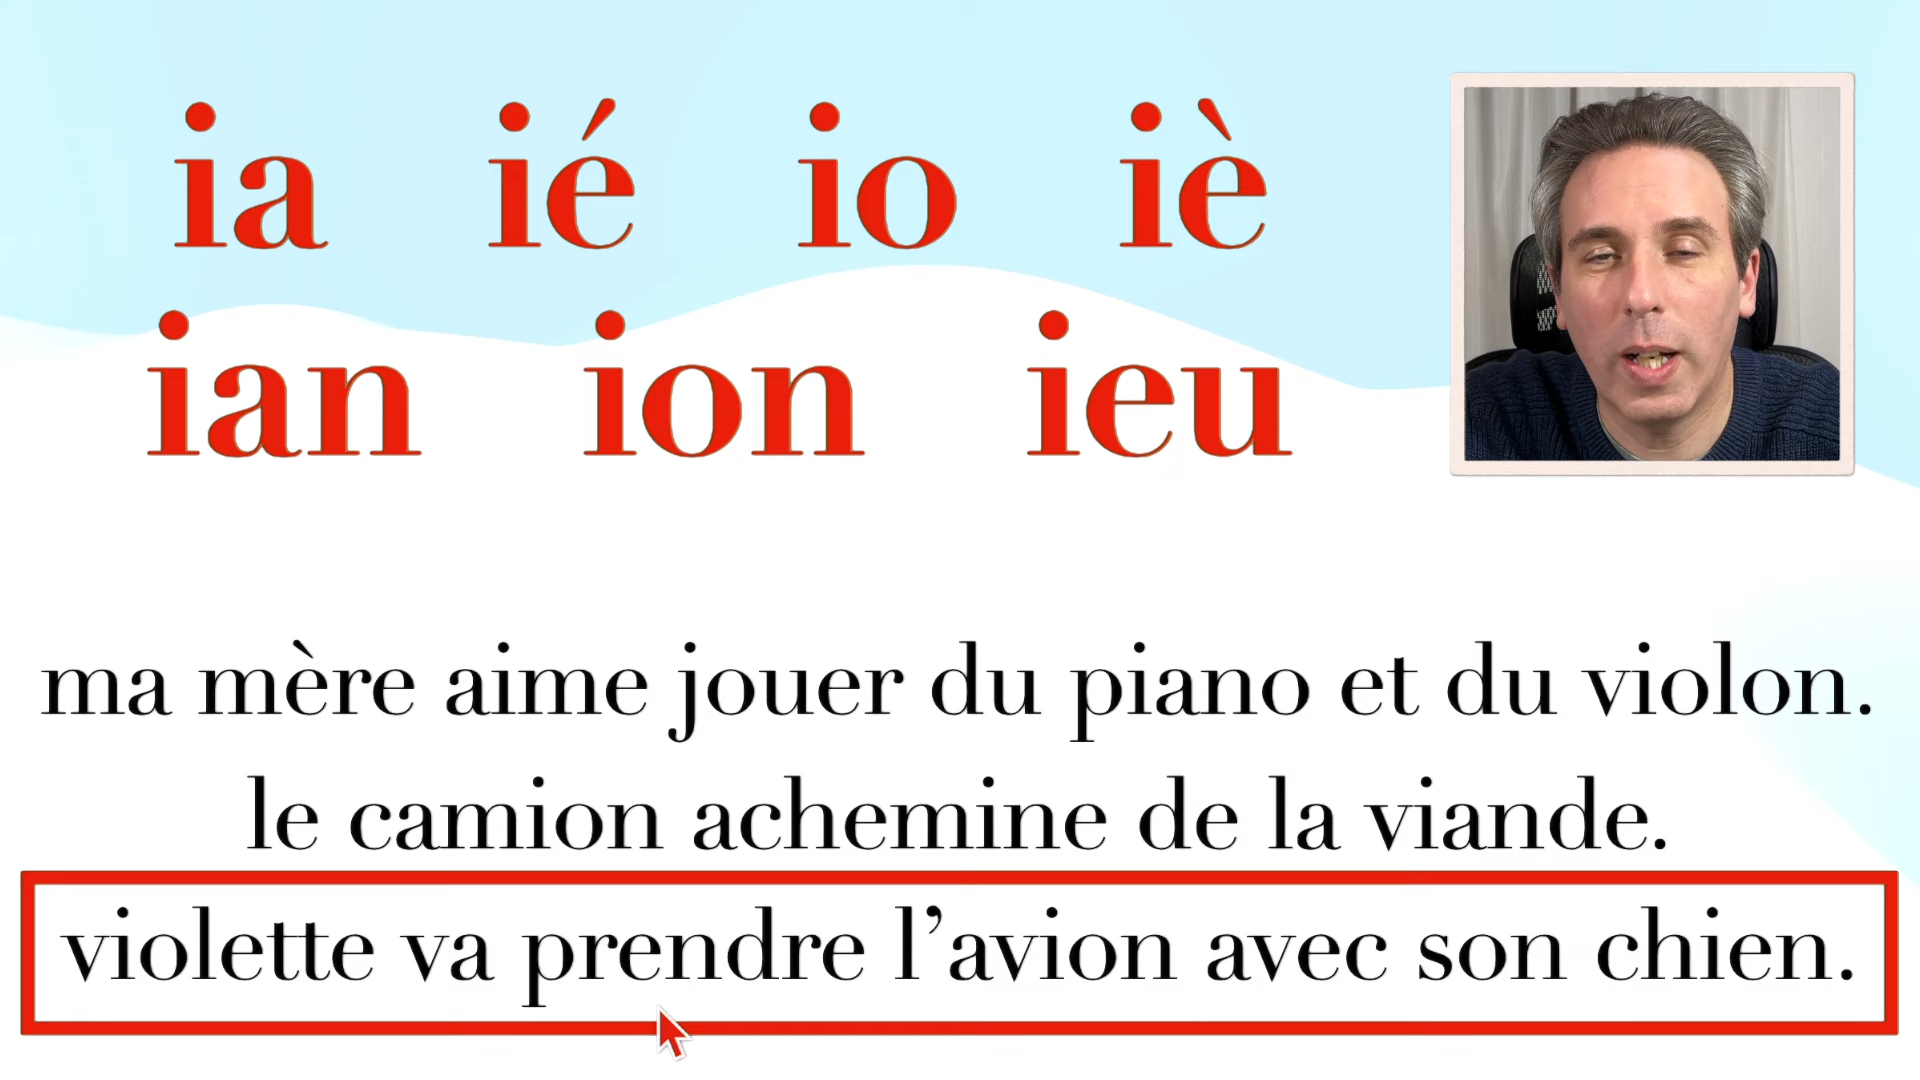 ia ié io iè
ian ion ieu
ma mère aime jouer du piano et du violon.
le camion achemine de la viande.
violette va prendre l’avion avec son chien.